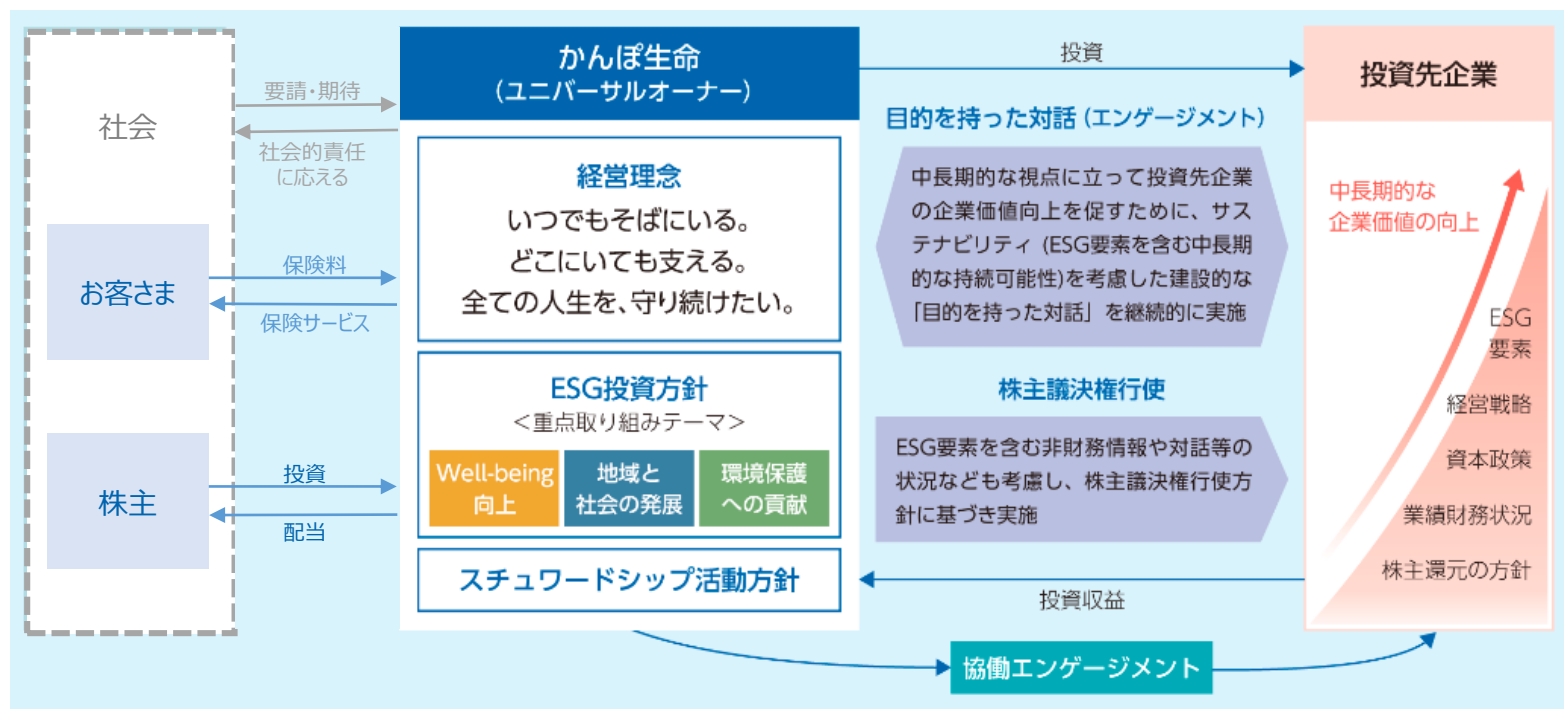 社会
お客さま
株主
要請・期待
社会的責任
に応える
保険料
保険サービス
投資
配当
かんぽ生命
(ユニバーサルオーナー)
経営理念
いつでもそばにいる。
どこにいても支える。
全ての人生を、守り続けたい。
ESG投資方針
<重点取り組みテーマ>
Well-being
向上
地域と
社会の発展
環境保護
への貢献
スチュワードシップ活動方針
投資
目的を持った対話(エンゲージメント)
中長期的な視点に立って投資先企業
の企業価値向上を促すために、サス
テナビリティ(ESG要素を含む中長期
的な持続可能性)を考慮した建設的な
「目的を持った対話」を継続的に実施
株主議決権行使
ESG要素を含む非財務情報や対話等の
状況なども考慮し、株主議決権行使方
針に基づき実施
投資収益
協働エンゲージメント
投資先企業
中長期的な
企業価値の向上
ESG
要素
経営戦略
資本政策
業績財務状況
株主還元の方針